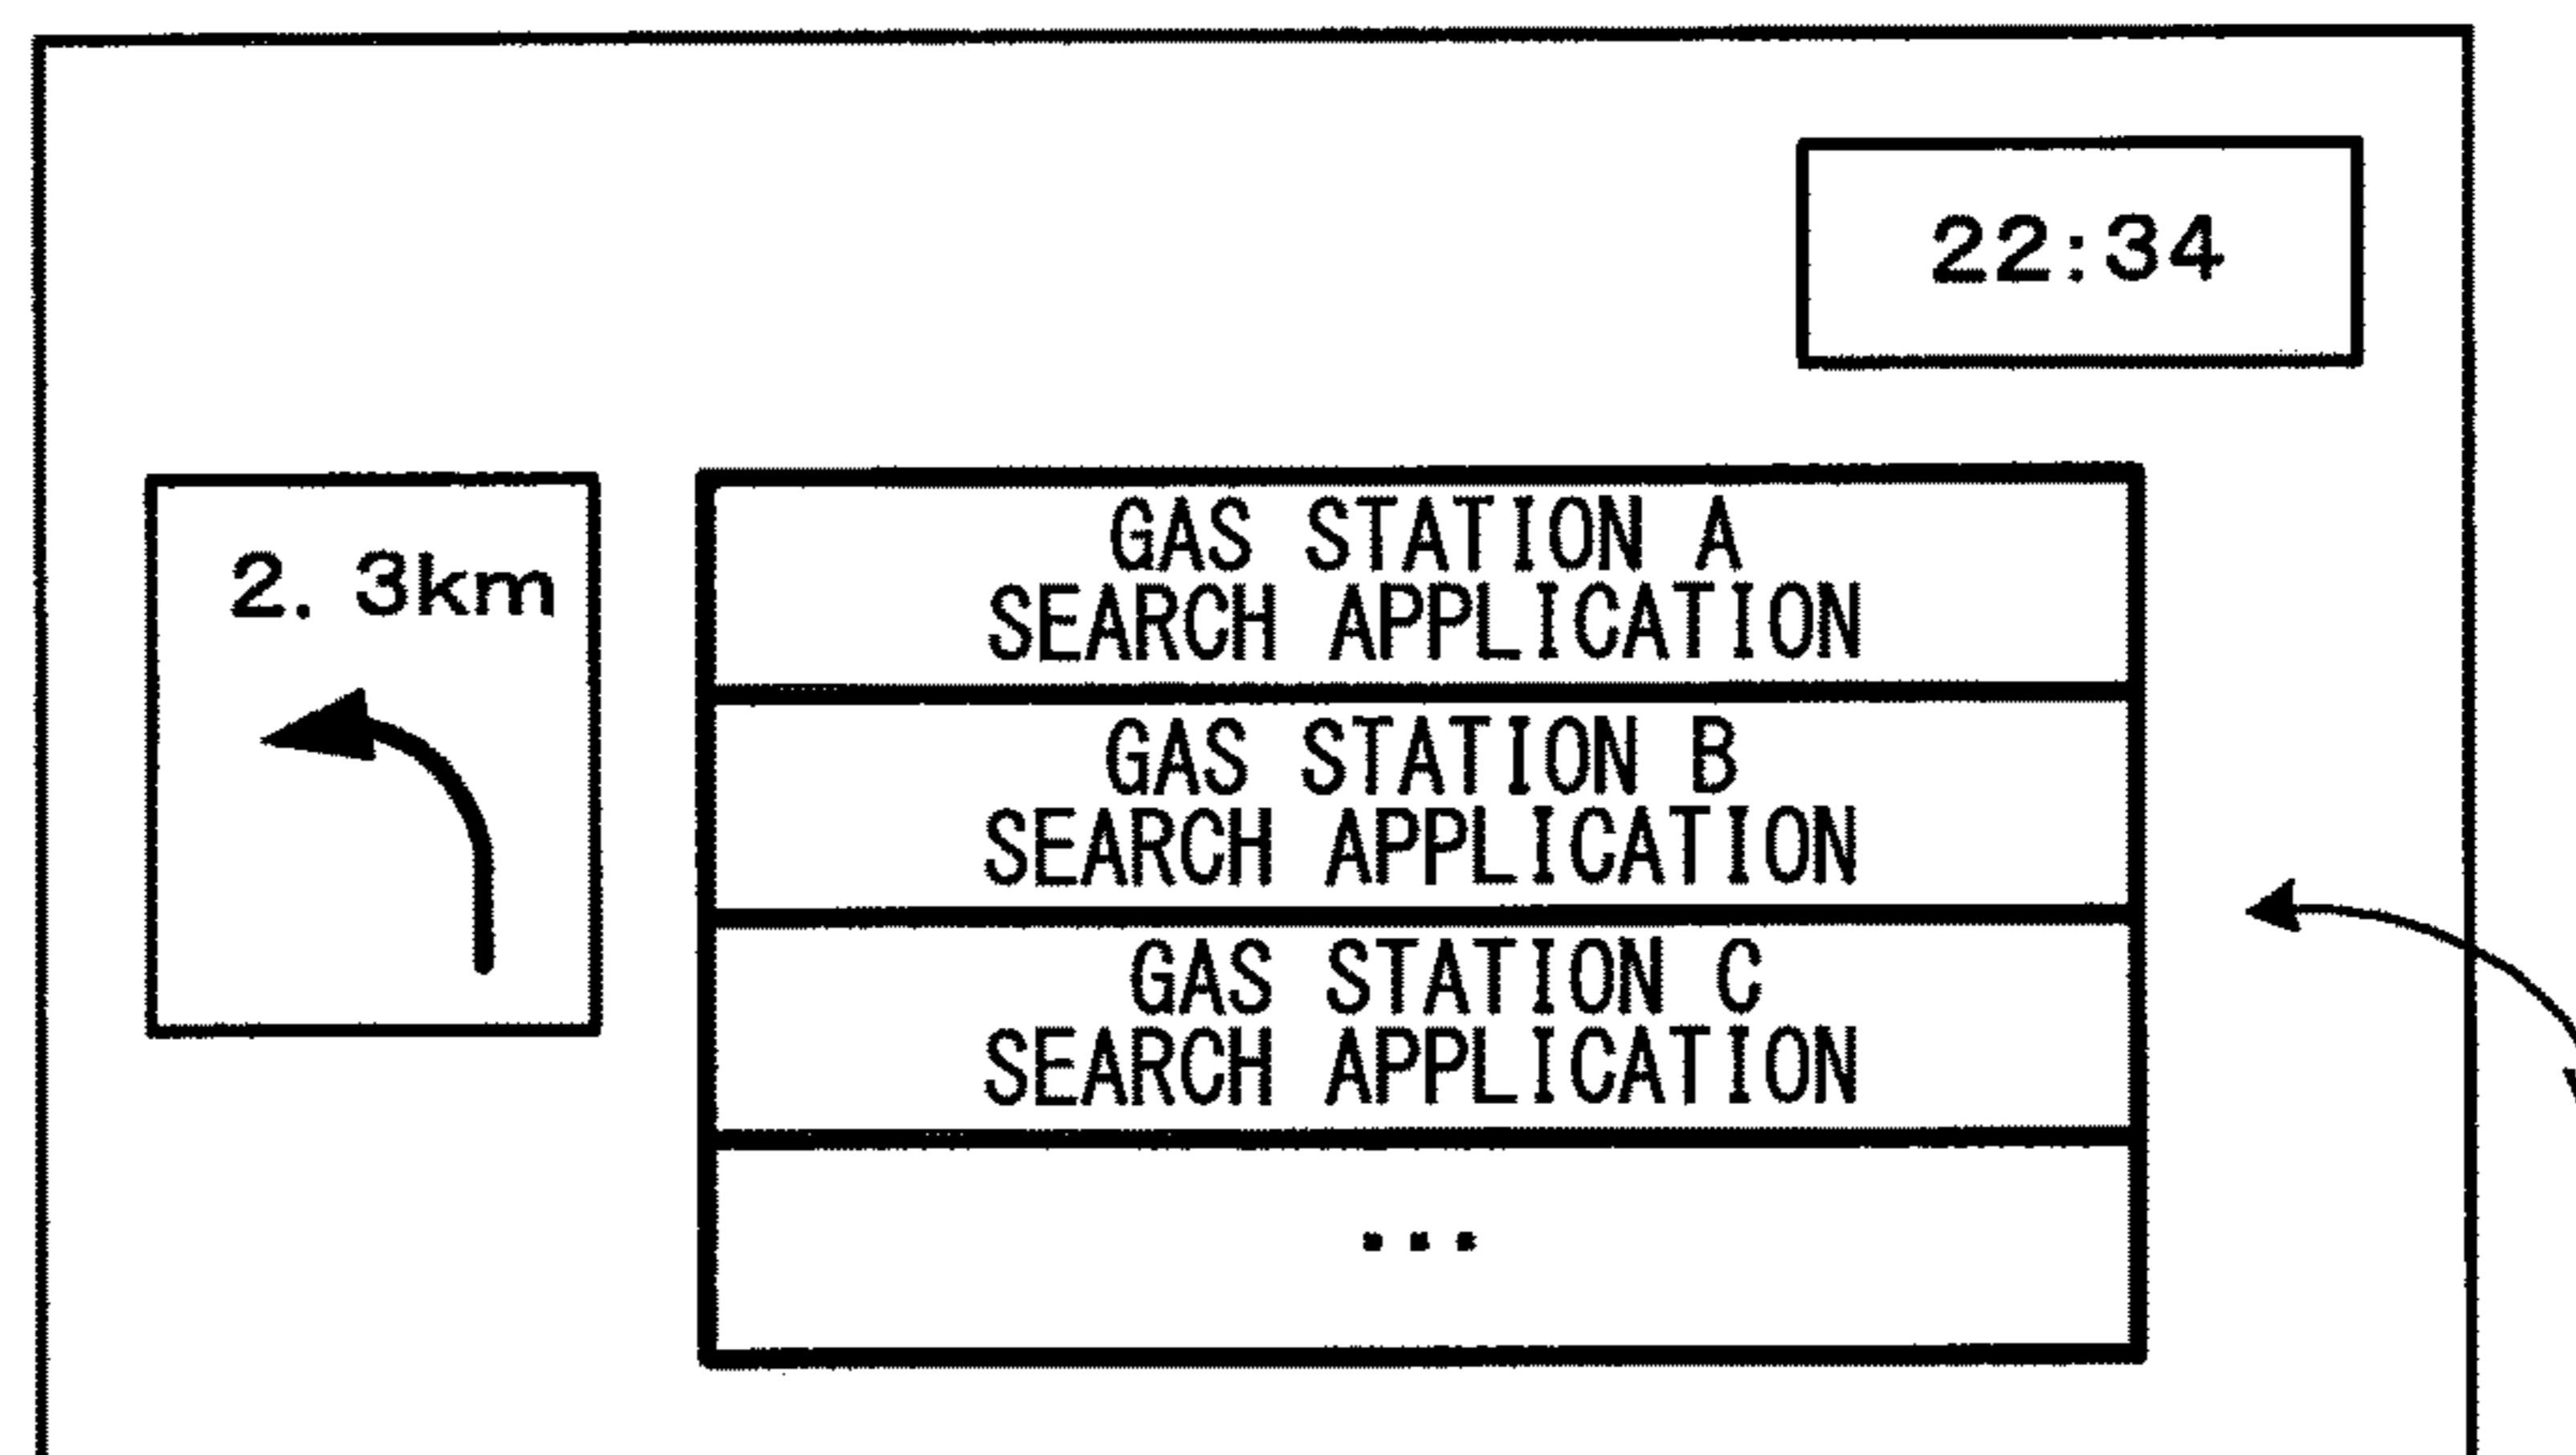 22:34
2. 3km
GAS STATION A
SEARCH APPLICATION
GAS STATION B
SEARCH APPLICATION
GAS STATION C
SEARCH APPLICATION
...